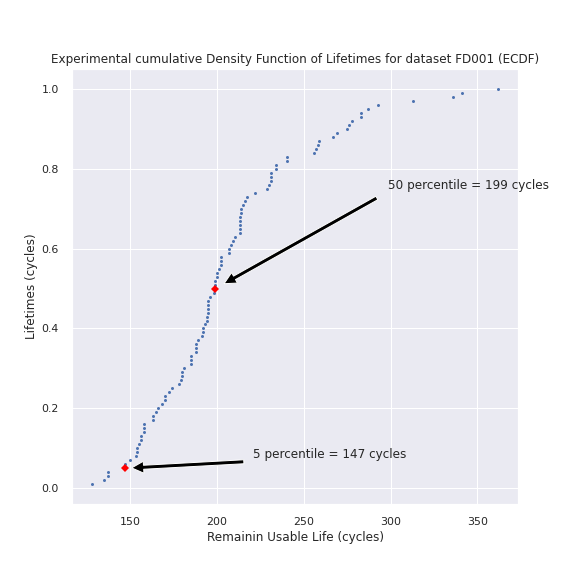 Experimental cumulative Density Function of Lifetimes for dataset FD001 (ECDF)
1.0
0.8
0.6
0.4
0.2
0.0
Lifetimes (cycles)
50 percentile = 199 cycles
5 percentile = 147 cycles
150 200 250 300 350
Remainin Usable Life (cycles)